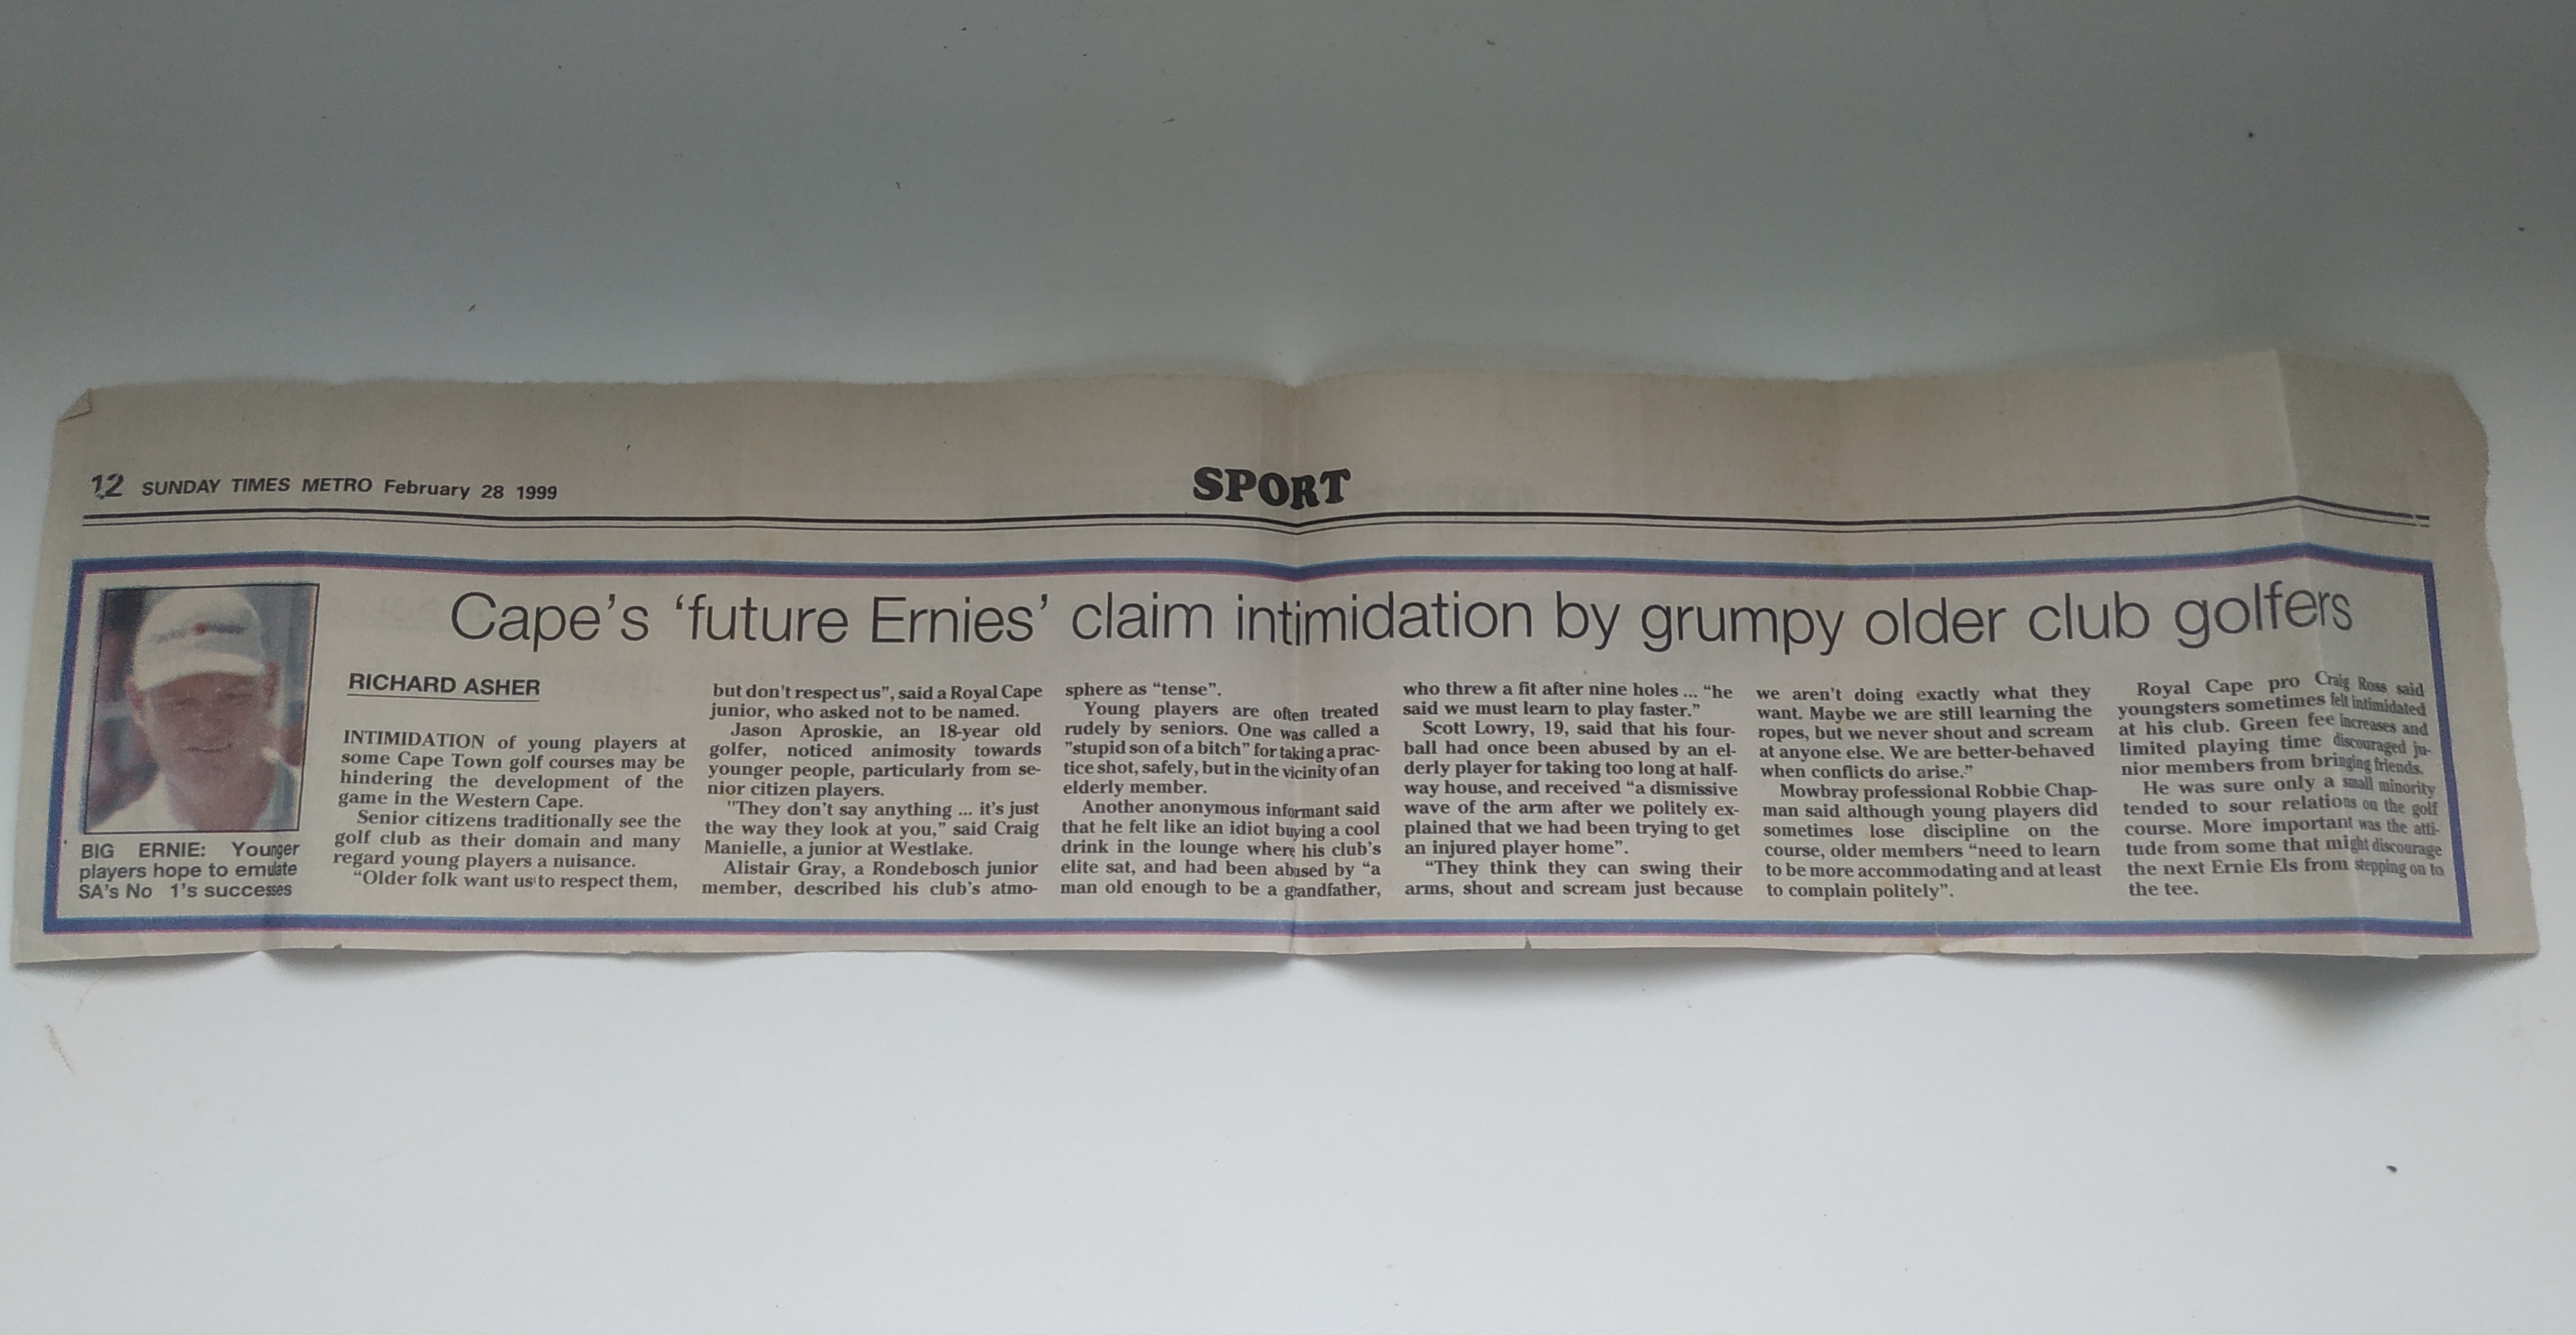 12 SUNDAY TIMES METRO February 28 1999
SPORT
Cape's 'future Ernies' claim intimidation by grumpy older club golfers
BIG ERNIE: Younger
players hope to emulate
SA's No 1's successes
RICHARD ASHER
INTIMIDATION of young players at
some Cape Town golf courses may be
hindering the development of the
game in the Western Cape.
Senior citizens traditionally see the
golf club as their domain and many
regard young players a nuisance.
“Older folk want us to respect them,
but don't respect us”, said a Royal Cape
junior, who asked not to be named.
Jason Aproskie, an 18-year old
golfer, noticed animosity towards
younger people, particularly from se-
nior citizen players.
"They don't say anything ... it's just
the way they look at you,” said Craig
Manielle, a junior at Westlake.
Alistair Gray, a Rondebosch junior
member, described his club's atmo-
sphere as “tense”.
Young players are often treated
rudely by seniors. One was called a
"stupid son of a bitch” for taking a prac-
tice shot, safely, but in the vicinity of an
elderly member.
Another anonymous informant said
that he felt like an idiot buying a cool
drink in the lounge where his club's
elite sat, and had been abused by “a
man old enough to be a grandfather,
who threw a fit after nine holes ... “he
said we must learn to play faster.”
Scott Lowry, 19, said that his four-
ball had once been abused by an el-
derly player for taking too long at half-
way house, and received “a dismissive
wave of the arm after we politely ex-
plained that we had been trying to get
an injured player home”.
“They think they can swing their
arms, shout and scream just because
we aren't doing exactly what they
want. Maybe we are still learning the
ropes, but we never shout and scream
at anyone else. We are better-behaved
when conflicts do arise.”
Mowbray professional Robbie Chap-
man said although young players did
sometimes lose discipline on the
course, older members “need to learn
to be more accommodating and at least
to complain politely”.
Royal Cape pro Craig Ross said
youngsters sometimes felt intimidated
at his club. Green fee increases and
limited playing time discouraged ju-
nior members from bringing friends.
He was sure only a small minority
tended to sour relations on the golf
course. More important was the atti-
tude from some that might discourage
the next Ernie Els from stepping on to
the tee.